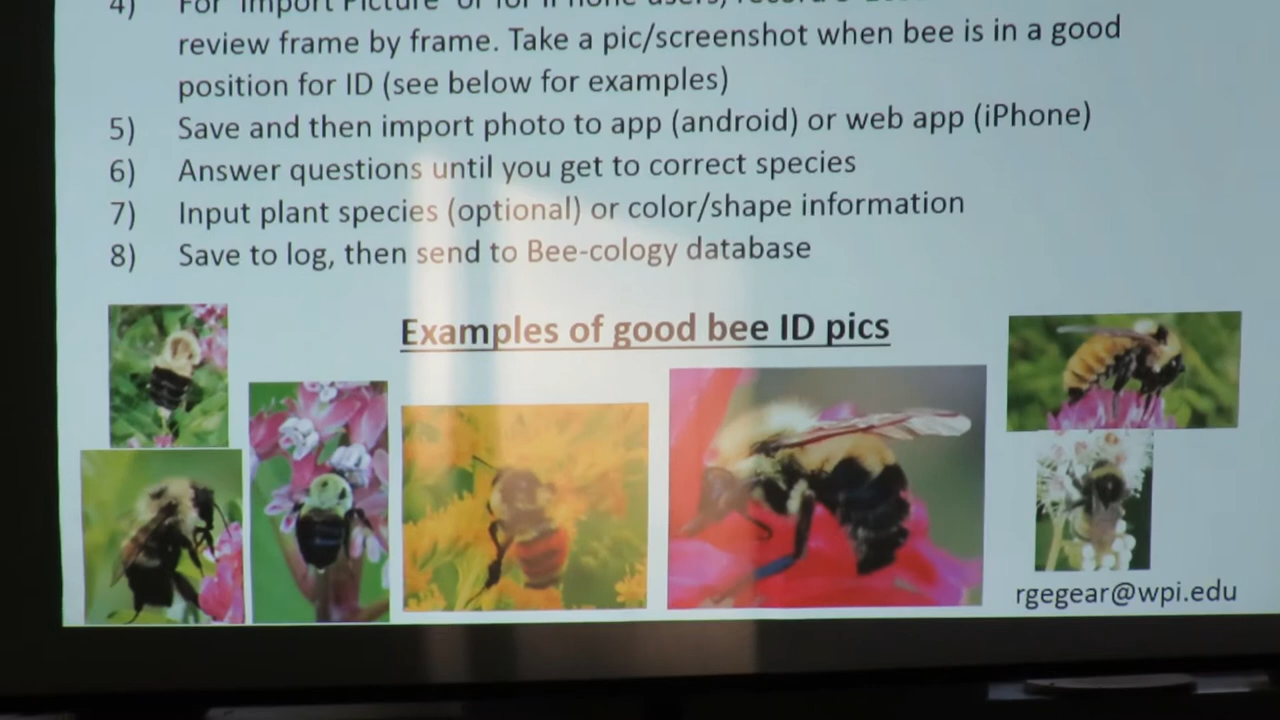 4) For
review frame by frame. Take a pic/screenshot when bee is in a good
position for ID (see below for examples)
5) Save and then import photo to app (android) or web app (iPhone)
6) Answer questions until you get to correct species
7) Input plant species (optional) or color/shape information
8) Save to log, then send to Bee-cology database
Examples of good bee ID pics
rgegear@wpi.edu